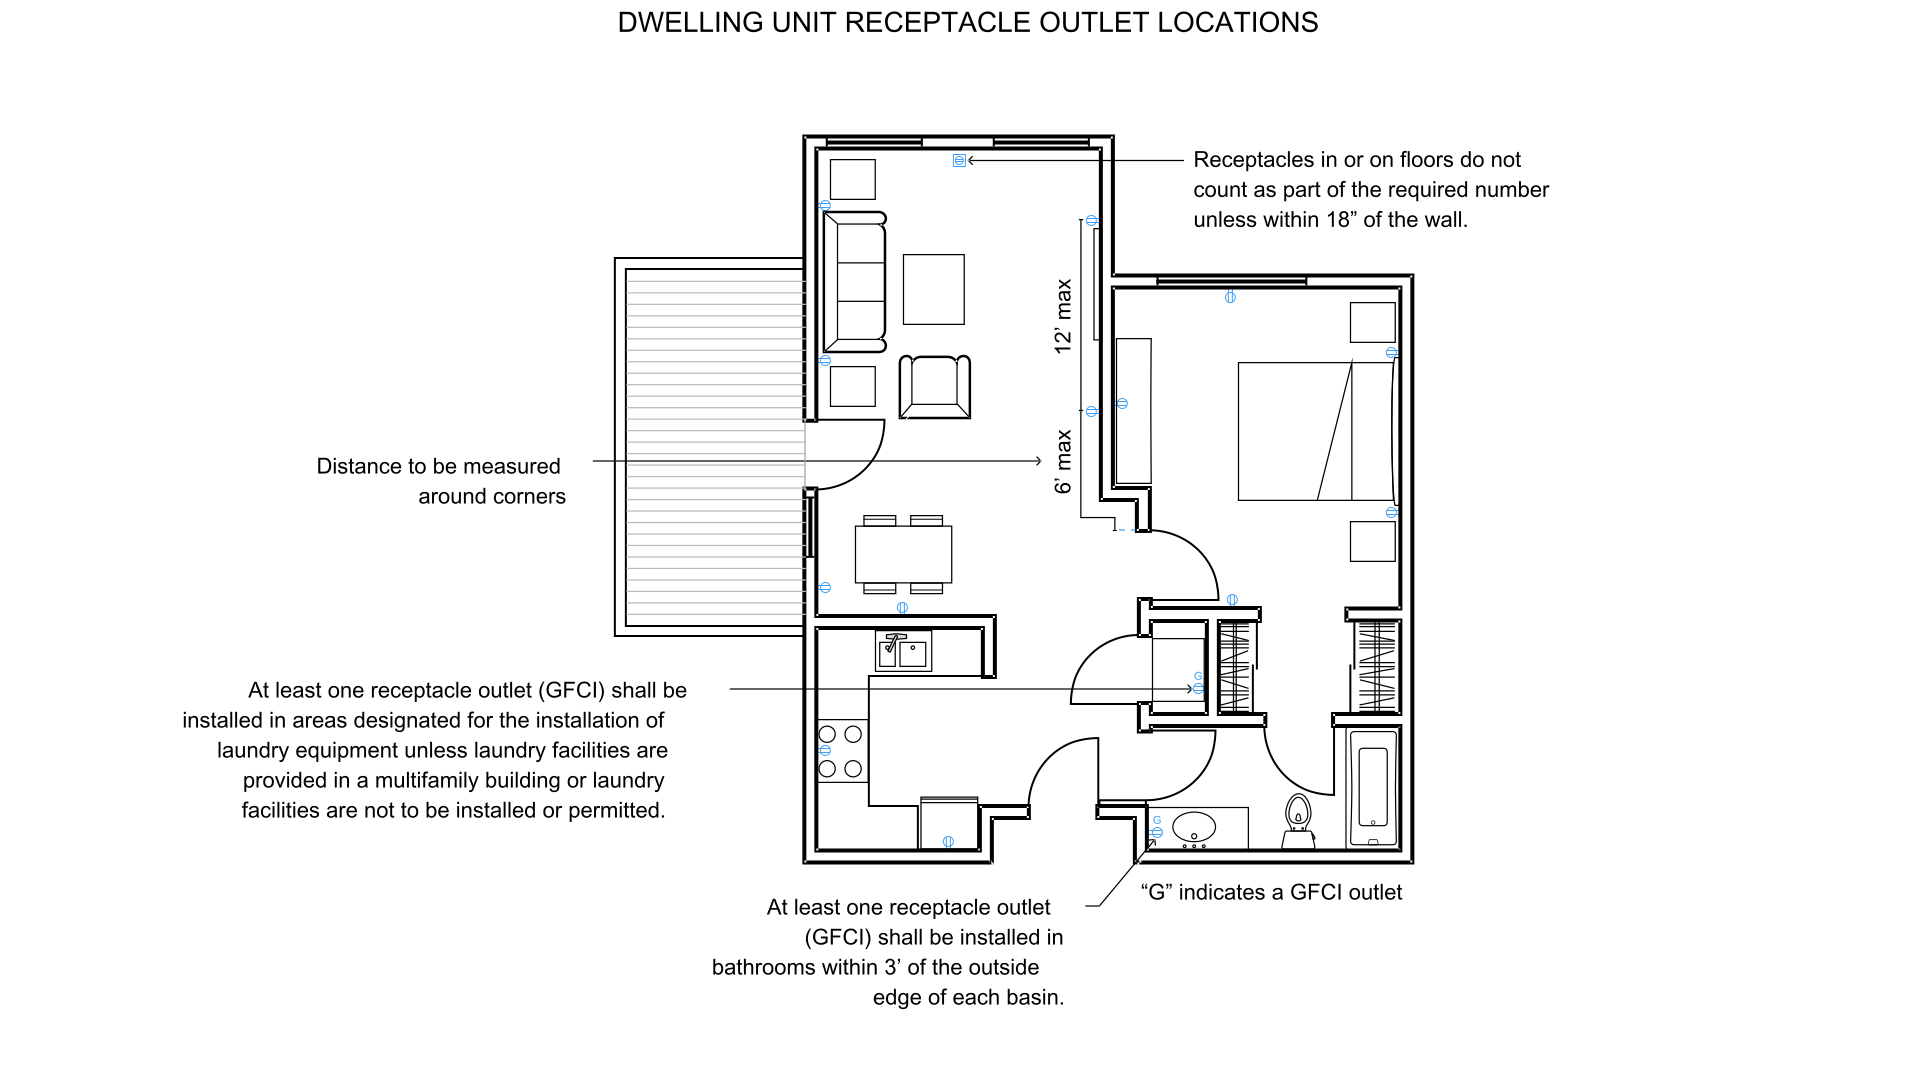 DWELLING UNIT RECEPTACLE OUTLET LOCATIONS
Receptacles in or on floors do not
count as part of the required number
unless within 18” of the wall.
12’ max
6’ max
Distance to be measured
around corners
At least one receptacle outlet (GFCI) shall be
installed in areas designated for the installation of
laundry equipment unless laundry facilities are
provided in a multifamily building or laundry
facilities are not to be installed or permitted.
G
G
“G” indicates a GFCI outlet
At least one receptacle outlet
(GFCI) shall be installed in
bathrooms within 3’ of the outside
edge of each basin.